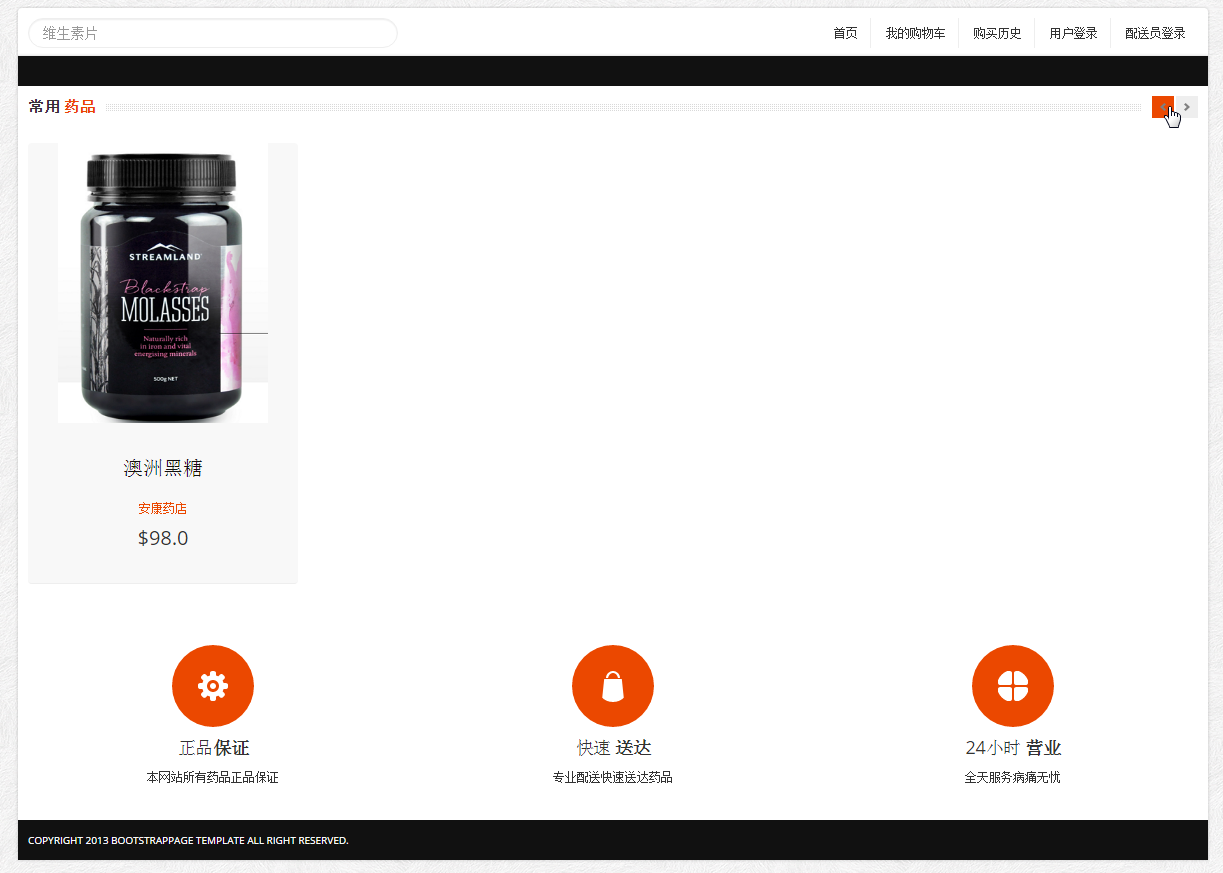 维生素片
首页 我的购物车 购买历史 用户登录 配送员登录
常用 药品
STREAMLAND
Blackstrap
MOLASSES
Naturally rich
in iron and vital
energising minerals
500g NET
澳洲黑糖
安康药店
$98.0
正品保证 快速 送达 24小时 营业
本网站所有药品正品保证 专业配送快速送达药品 全天服务病痛无忧
COPYRIGHT 2013 BOOTSTRAPPAGE TEMPLATE ALL RIGHT RESERVED.